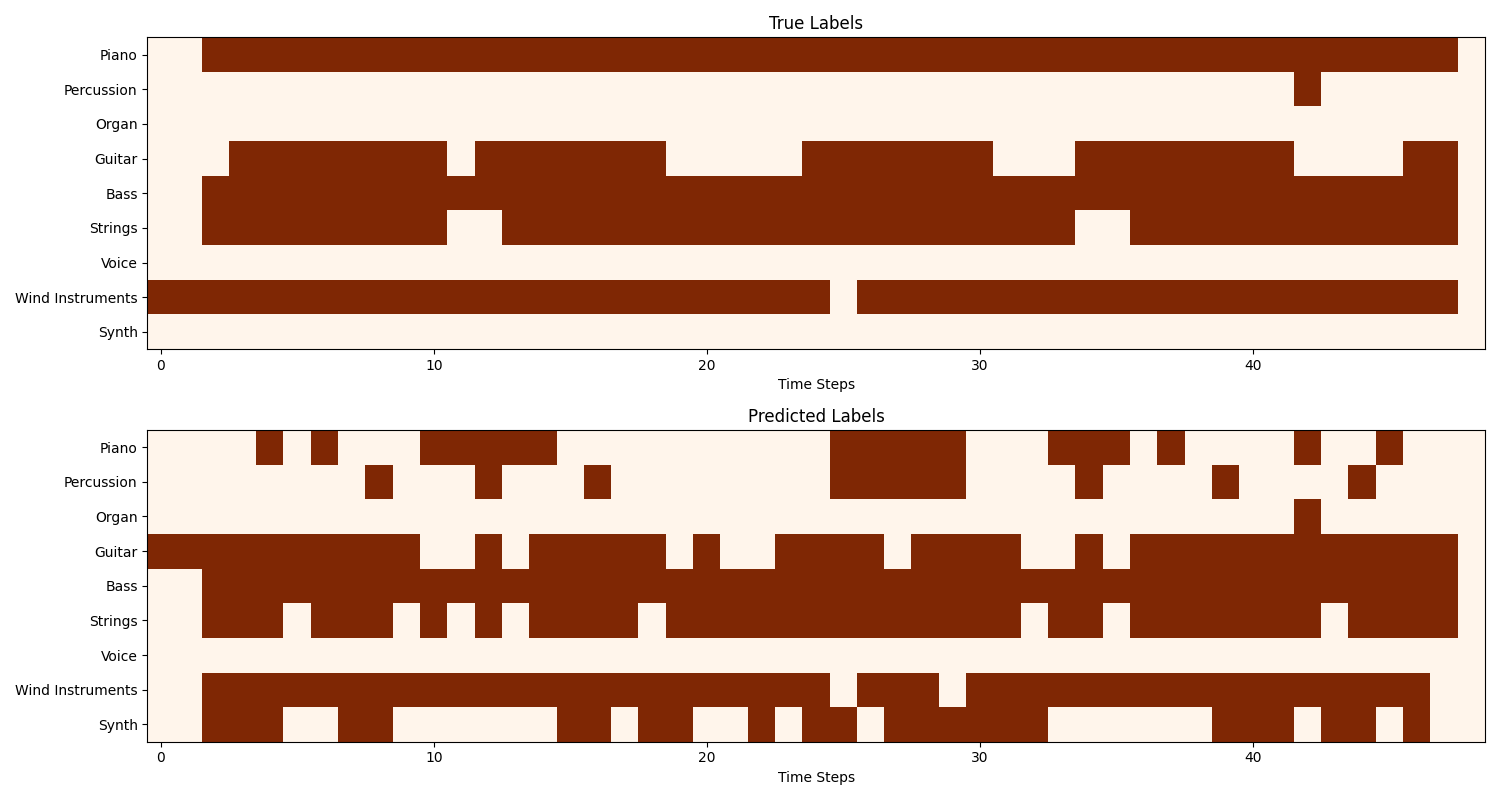 True Labels
Piano
Percussion
Organ
Guitar
Bass
Strings
Voice
Wind Instruments
Synth
0 10 20 30 40
Time Steps
Predicted Labels
Piano
Percussion
Organ
Guitar
Bass
Strings
Voice
Wind Instruments
Synth
0 10 20 30 40
Time Steps